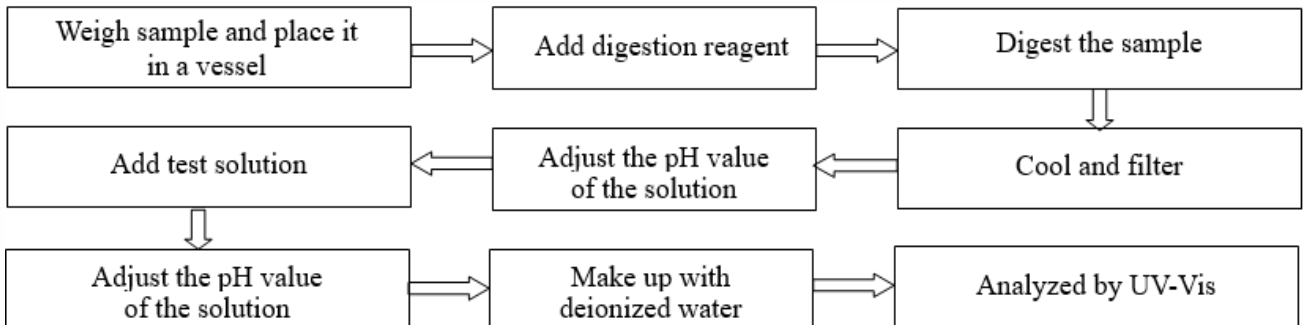 Weigh sample and place it
in a vessel
Add digestion reagent
Digest the sample
Add test solution
Adjust the pH value
of the solution
Cool and filter
Adjust the pH value
of the solution
Make up with
deionized water
Analyzed by UV-Vis